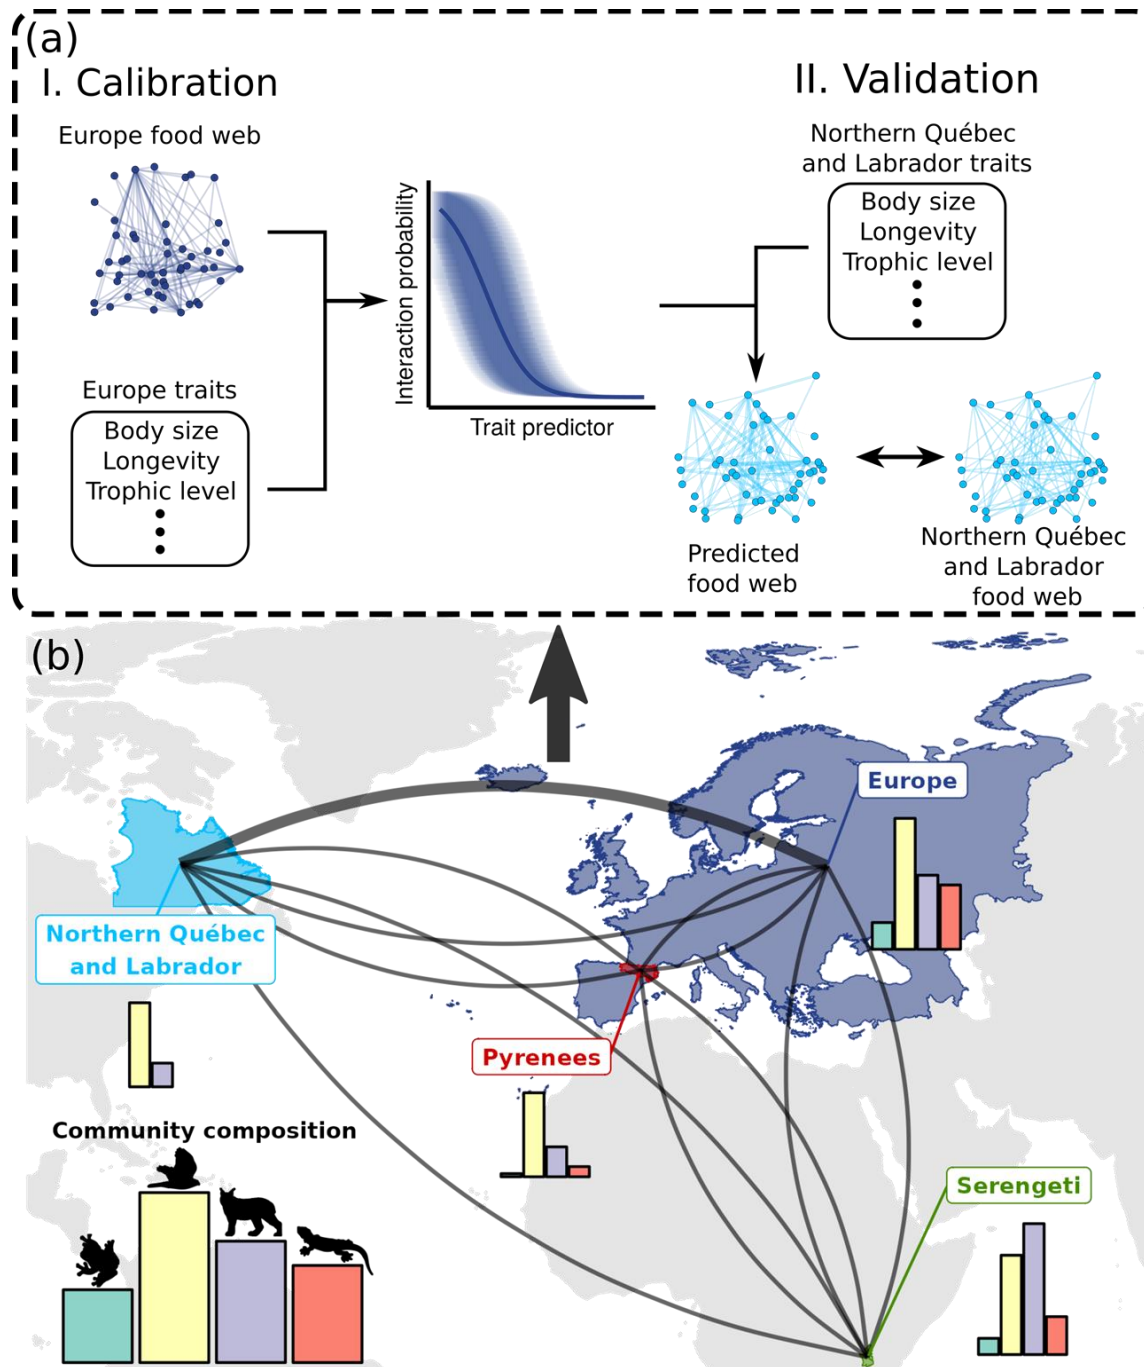 (a)
I. Calibration
Europe food web
Europe traits
Body size
Longevity
Trophic level
Interaction probability
Trait predictor
II. Validation
Northern Québec
and Labrador traits
Body size
Longevity
Trophic level
Predicted
food web
Northern Québec
and Labrador
food web
(b)
Europe
Northern Québec
and Labrador
Pyrenees
Community composition
Serengeti